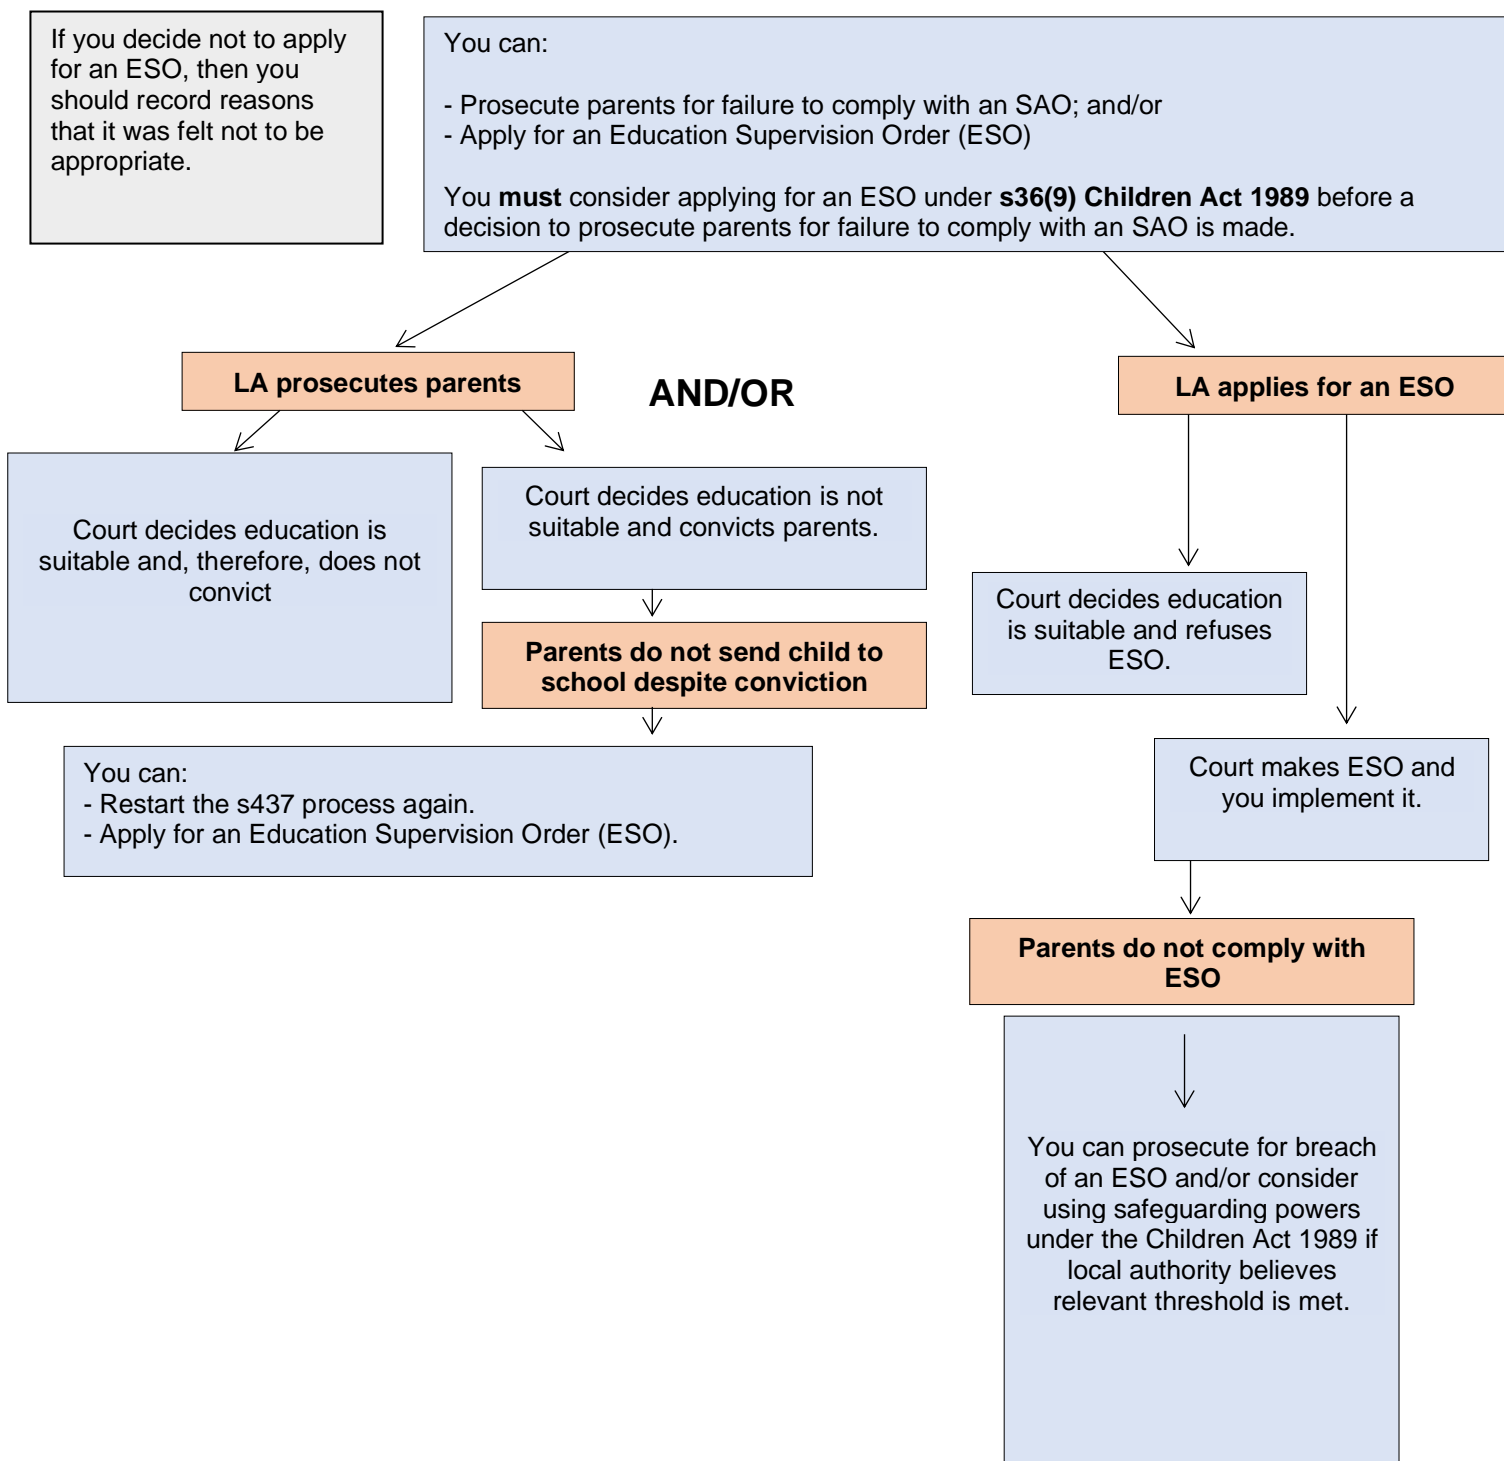 If you decide not to apply
for an ESO, then you
should record reasons
that it was felt not to be
appropriate.
You can:
- Prosecute parents for failure to comply with an SAO; and/or
- Apply for an Education Supervision Order (ESO)
You must consider applying for an ESO under s36(9) Children Act 1989 before a
decision to prosecute parents for failure to comply with an SAO is made.
LA prosecutes parents
AND/OR
LA applies for an ESO
Court decides education is
suitable and, therefore, does not
convict
Court decides education is not
suitable and convicts parents.
Parents do not send child to
school despite conviction
You can:
- Restart the s437 process again.
- Apply for an Education Supervision Order (ESO).
Court decides education
is suitable and refuses
ESO.
Court makes ESO and
you implement it.
Parents do not comply with
ESO
You can prosecute for breach
of an ESO and/or consider
using safeguarding powers
under the Children Act 1989 if
local authority believes
relevant threshold is met.